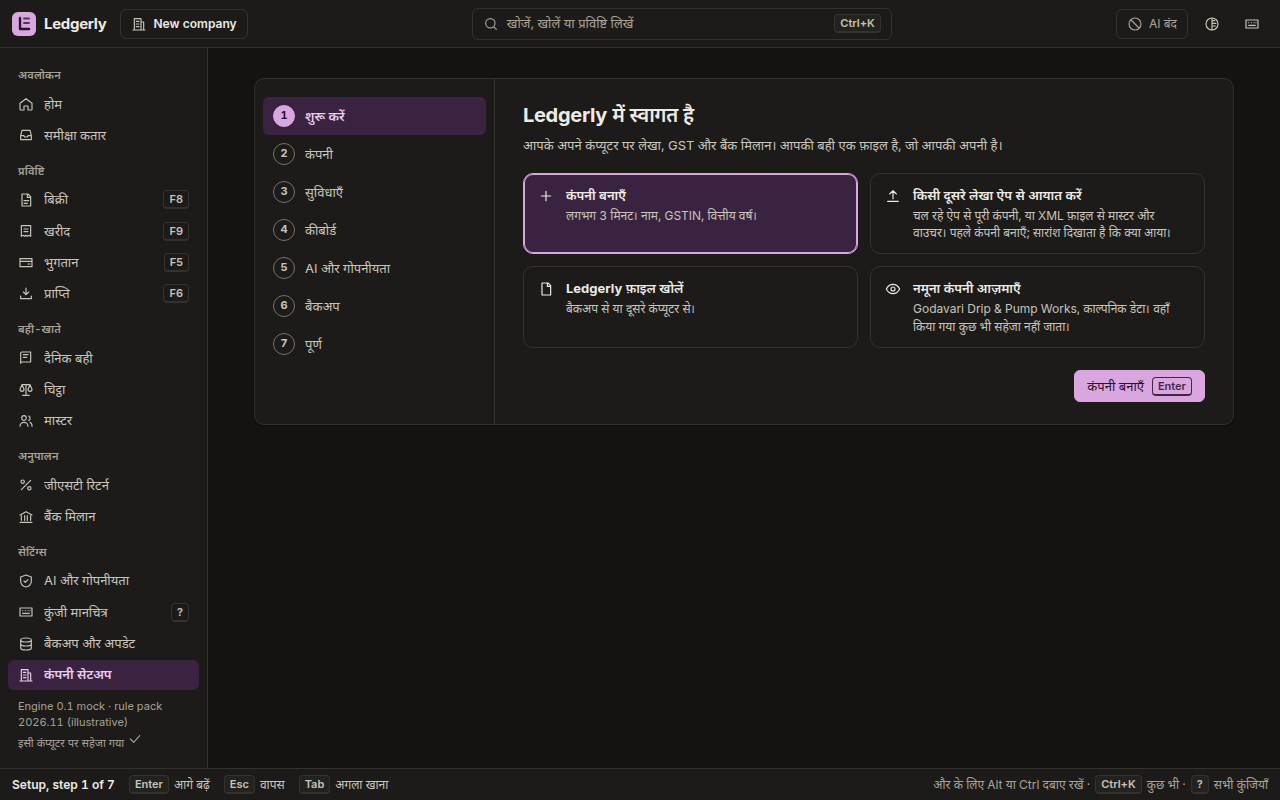 Ledgerly
New company
खोजें, खोलें या प्रविष्टि लिखें
Ctrl+K
AI बंद
अवलोकन
होम
समीक्षा कतार
प्रविष्टि
बिक्री F8
खरीद F9
भुगतान F5
प्राप्ति F6
बही-खाते
दैनिक बही
चिट्ठा
मास्टर
अनुपालन
जीएसटी रिटर्न
बैंक मिलान
सेटिंग्स
AI और गोपनीयता
कुंजी मानचित्र ?
बैकअप और अपडेट
कंपनी सेटअप
Engine 0.1 mock · rule pack
2026.11 (illustrative)
इसी कंप्यूटर पर सहेजा गया
1 शुरू करें
2 कंपनी
3 सुविधाएँ
4 कीबोर्ड
5 AI और गोपनीयता
6 बैकअप
7 पूर्ण
Ledgerly में स्वागत है
आपके अपने कंप्यूटर पर लेखा, GST और बैंक मिलान। आपकी बही एक फ़ाइल है, जो आपकी अपनी है।
कंपनी बनाएँ
लगभग 3 मिनट। नाम, GSTIN, वित्तीय वर्ष।
किसी दूसरे लेखा ऐप से आयात करें
चल रहे ऐप से पूरी कंपनी, या XML फ़ाइल से मास्टर और
वाउचर। पहले कंपनी बनाएँ; सारांश दिखाता है कि क्या आया।
Ledgerly फ़ाइल खोलें
बैकअप से या दूसरे कंप्यूटर से।
नमूना कंपनी आज़माएँ
Godavari Drip & Pump Works, काल्पनिक डेटा। वहाँ
किया गया कुछ भी सहेजा नहीं जाता।
कंपनी बनाएँ Enter
Setup, step 1 of 7 Enter आगे बढ़ें Esc वापस Tab अगला खाना
और के लिए Alt या Ctrl दबाए रखें · Ctrl+K कुछ भी · ? सभी कुंजियाँ